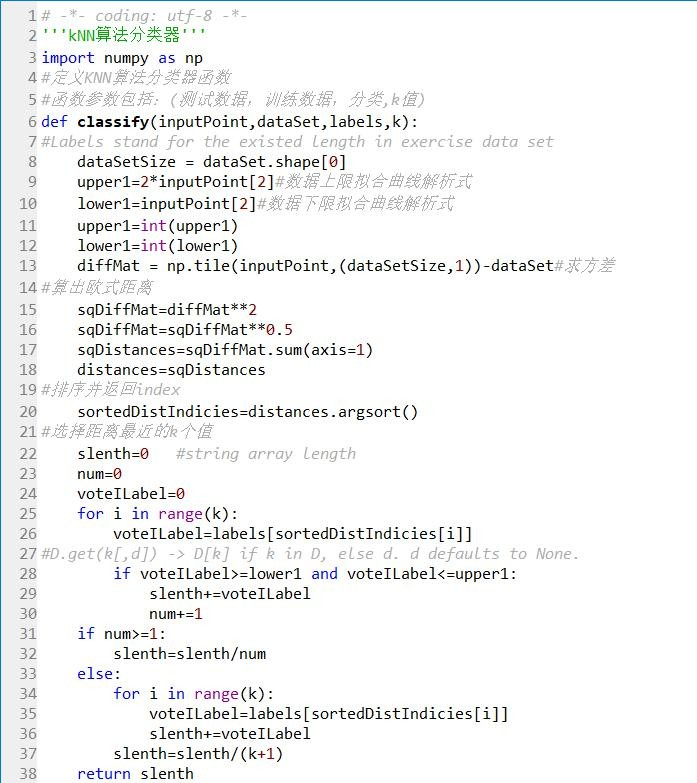 1 # -*- coding: utf-8 -*-
2 '''kNN算法分类器'''
3 import numpy as np
4 #定义KNN算法分类器函数
5 #函数参数包括：(测试数据，训练数据，分类,k值)
6 def classify(inputPoint,dataSet,labels,k):
7 #Labels stand for the existed length in exercise data set
8     dataSetSize = dataSet.shape[0]
9     upper1=2*inputPoint[2]#数据上限拟合曲线解析式
10     lower1=inputPoint[2]#数据下限拟合曲线解析式
11     upper1=int(upper1)
12     lower1=int(lower1)
13     diffMat = np.tile(inputPoint,(dataSetSize,1))-dataSet#求方差
14 #算出欧式距离
15     sqDiffMat=diffMat**2
16     sqDiffMat=sqDiffMat**0.5
17     sqDistances=sqDiffMat.sum(axis=1)
18     distances=sqDistances
19 #排序并返回index
20     sortedDistIndicies=distances.argsort()
21 #选择距离最近的k个值
22     slenth=0   #string array length
23     num=0
24     voteILabel=0
25     for i in range(k):
26         voteILabel=labels[sortedDistIndicies[i]]
27 #D.get(k[,d]) -> D[k] if k in D, else d. d defaults to None.
28         if voteILabel>=lower1 and voteILabel<=upper1:
29             slenth+=voteILabel
30             num+=1
31     if num>=1:
32         slenth=slenth/num
33     else:
34         for i in range(k):
35             voteILabel=labels[sortedDistIndicies[i]]
36             slenth+=voteILabel
37         slenth=slenth/(k+1)
38     return slenth